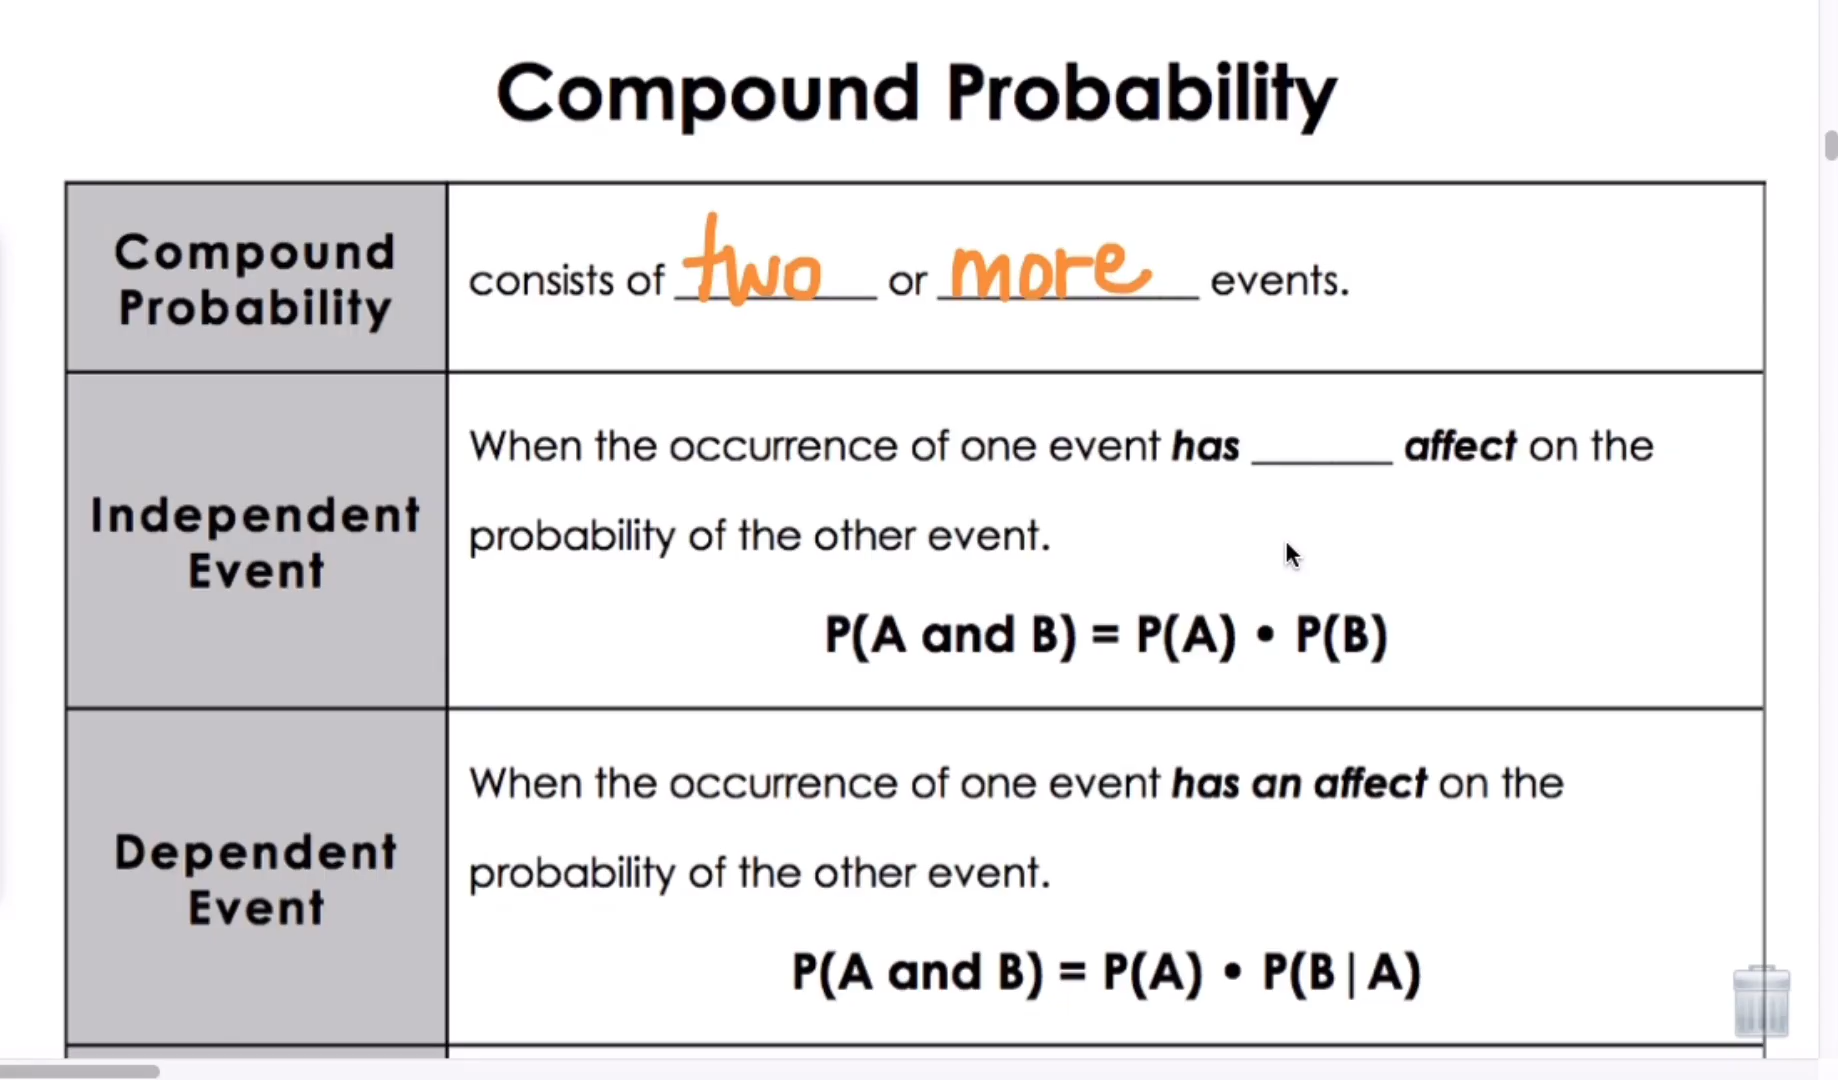 Compound Probability
Compound
Probability
consists of two or more events.
Independent
Event
When the occurrence of one event has ______ affect on the
probability of the other event.
P(A and B) = P(A) • P(B)
Dependent
Event
When the occurrence of one event has an affect on the
probability of the other event.
P(A and B) = P(A) • P(B|A)